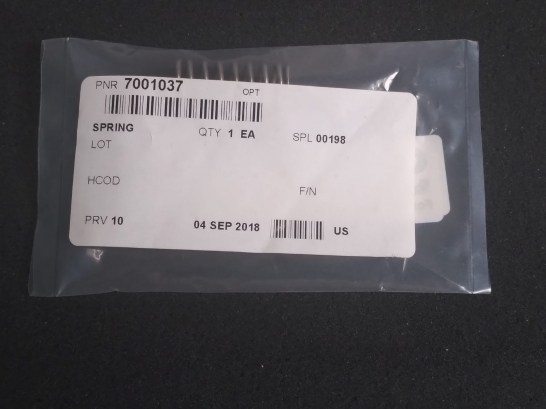 PNR 7001037
OPT
SPRING QTY 1 EA SPL 00198
LOT
HCOD F/N
PRV 10 04 SEP 2018 US